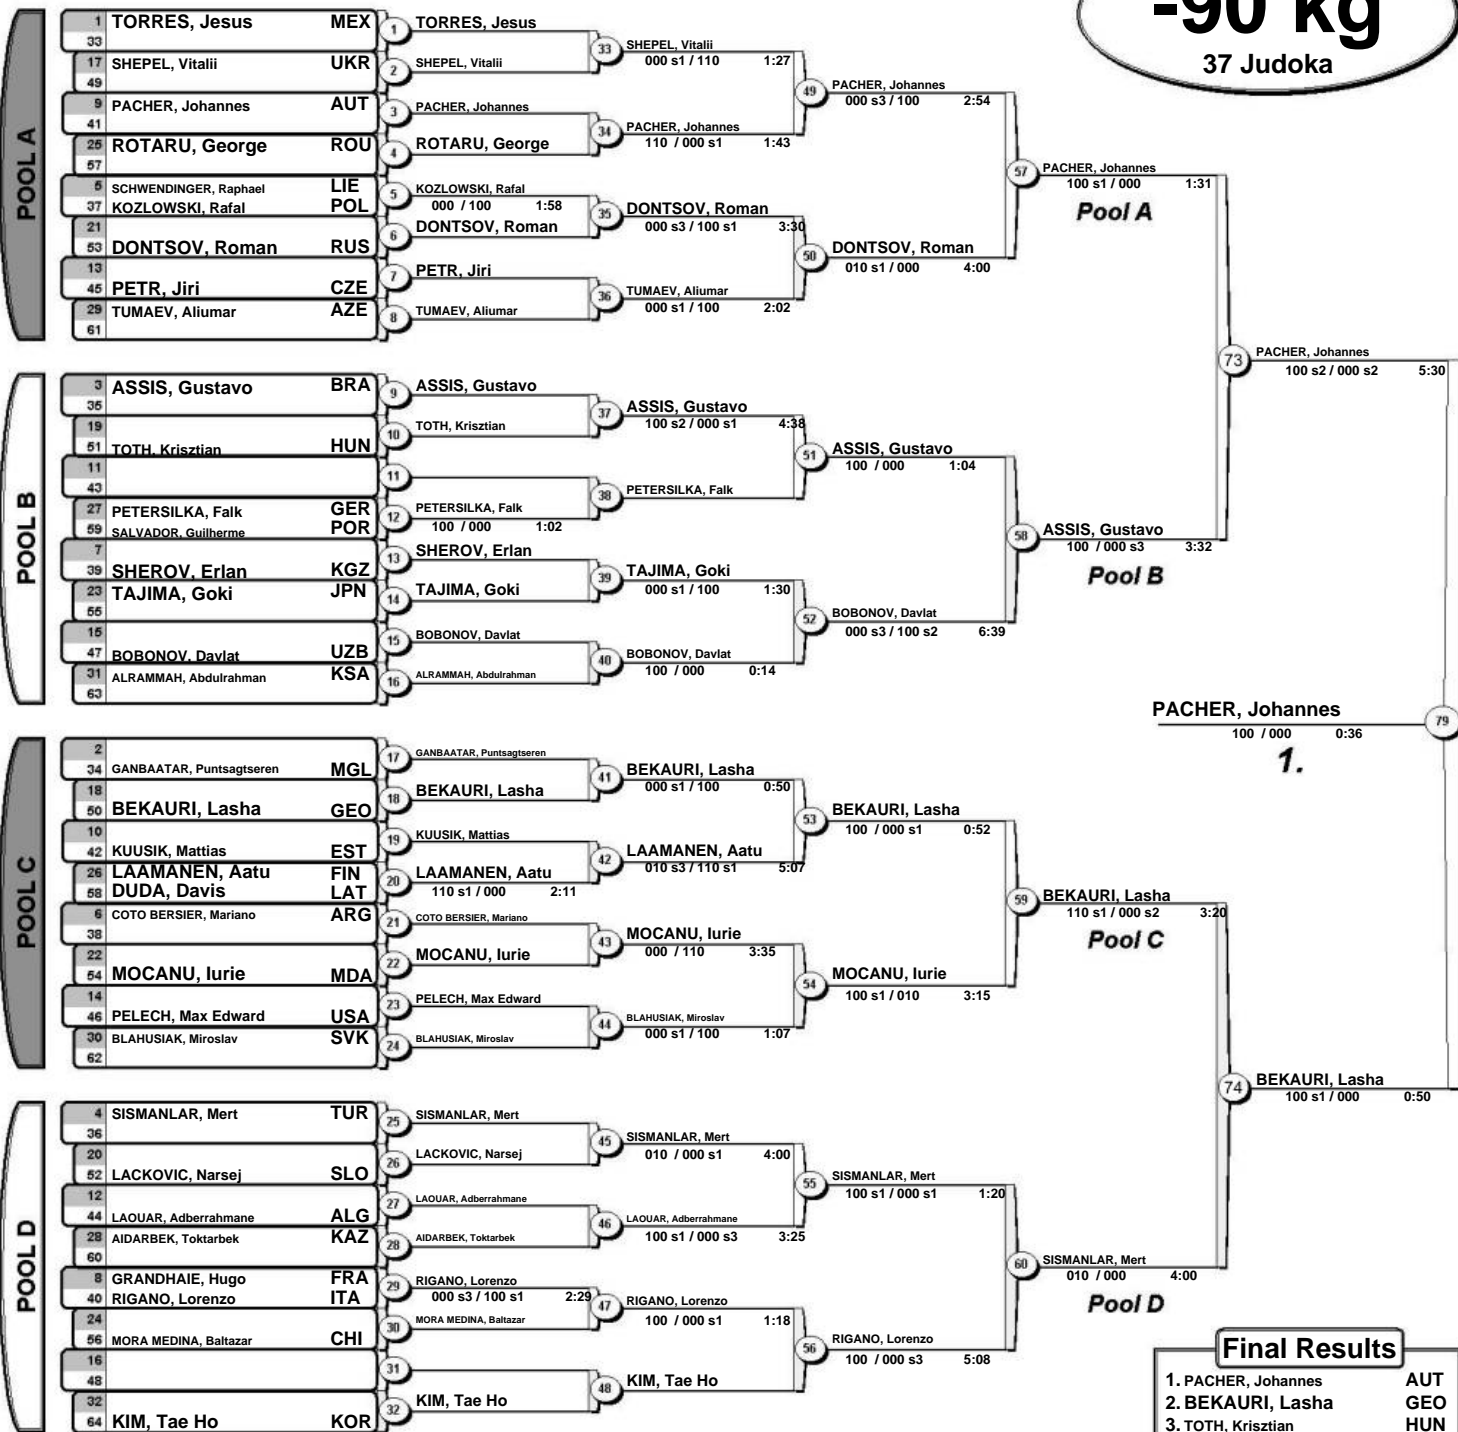 -90 kg
37 Judoka
POOL A
1 TORRES, Jesus MEX
33
17 SHEPEL, Vitalii UKR
49
9 PACHER, Johannes AUT
41
25 ROTARU, George ROU
57
5 SCHWENDINGER, Raphael LIE
37 KOZLOWSKI, Rafal POL
21
53 DONTSOV, Roman RUS
13
45 PETR, Jiri CZE
29 TUMAEV, Aliumar AZE
61
1 TORRES, Jesus
2 SHEPEL, Vitalii
3 PACHER, Johannes
4 ROTARU, George
5 KOZLOWSKI, Rafal
000 / 100 1:58
6 DONTSOV, Roman
7 PETR, Jiri
8 TUMAEV, Aliumar
33 SHEPEL, Vitalii
000 s1 / 110 1:27
34 PACHER, Johannes
110 / 000 s1 1:43
35 DONTSOV, Roman
000 s3 / 100 s1 3:30
36 TUMAEV, Aliumar
000 s1 / 100 2:02
49 PACHER, Johannes
000 s3 / 100 2:54
50 DONTSOV, Roman
010 s1 / 000 4:00
57 PACHER, Johannes
100 s1 / 000 1:31
Pool A
POOL B
3 ASSIS, Gustavo BRA
35
19
51 TOTH, Krisztian HUN
11
43
27 PETERSILKA, Falk GER
59 SALVADOR, Guilherme POR
7
39 SHEROV, Erlan KGZ
23 TAJIMA, Goki JPN
55
15
47 BOBONOV, Davlat UZB
31 ALRAMMAH, Abdulrahman KSA
63
9 ASSIS, Gustavo
10 TOTH, Krisztian
11
12 PETERSILKA, Falk
100 / 000 1:02
13 SHEROV, Erlan
14 TAJIMA, Goki
15 BOBONOV, Davlat
16 ALRAMMAH, Abdulrahman
37 ASSIS, Gustavo
100 s2 / 000 s1 4:38
38 PETERSILKA, Falk
39 TAJIMA, Goki
000 s1 / 100 1:30
40 BOBONOV, Davlat
100 / 000 0:14
51 ASSIS, Gustavo
100 / 000 1:04
52 BOBONOV, Davlat
000 s3 / 100 s2 6:39
58 ASSIS, Gustavo
100 / 000 s3 3:32
Pool B
73 PACHER, Johannes
100 s2 / 000 s2 5:30
PACHER, Johannes 79
100 / 000 0:36
1.
POOL C
2
34 GANBAATAR, Puntsagtseren MGL
18
50 BEKAURI, Lasha GEO
10
42 KUUSIK, Mattias EST
26 LAAMANEN, Aatu FIN
58 DUDA, Davis LAT
6 COTO BERSIER, Mariano ARG
38
22
54 MOCANU, Iurie MDA
14
46 PELECH, Max Edward USA
30 BLAHUSIAK, Miroslav SVK
62
17 GANBAATAR, Puntsagtseren
18 BEKAURI, Lasha
19 KUUSIK, Mattias
20 LAAMANEN, Aatu
110 s1 / 000 2:11
21 COTO BERSIER, Mariano
22 MOCANU, Iurie
23 PELECH, Max Edward
24 BLAHUSIAK, Miroslav
41 BEKAURI, Lasha
000 s1 / 100 0:50
42 LAAMANEN, Aatu
010 s3 / 110 s1 5:07
43 MOCANU, Iurie
000 / 110 3:35
44 BLAHUSIAK, Miroslav
000 s1 / 100 1:07
53 BEKAURI, Lasha
100 / 000 s1 0:52
54 MOCANU, Iurie
100 s1 / 010 3:15
59 BEKAURI, Lasha
110 s1 / 000 s2 3:20
Pool C
74 BEKAURI, Lasha
100 s1 / 000 0:50
POOL D
4 SISMANLAR, Mert TUR
36
20
52 LACKOVIC, Narsej SLO
12
44 LAOUAR, Adberrahmane ALG
28 AIDARBEK, Toktarbek KAZ
60
8 GRANDHAIE, Hugo FRA
40 RIGANO, Lorenzo ITA
24
56 MORA MEDINA, Baltazar CHI
16
48
32
64 KIM, Tae Ho KOR
25 SISMANLAR, Mert
26 LACKOVIC, Narsej
27 LAOUAR, Adberrahmane
28 AIDARBEK, Toktarbek
29 RIGANO, Lorenzo
000 s3 / 100 s1 2:29
30 MORA MEDINA, Baltazar
31
32 KIM, Tae Ho
45 SISMANLAR, Mert
010 / 000 s1 4:00
46 LAOUAR, Adberrahmane
100 s1 / 000 s3 3:25
47 RIGANO, Lorenzo
100 / 000 s1 1:18
48 KIM, Tae Ho
55 SISMANLAR, Mert
100 s1 / 000 s1 1:20
56 RIGANO, Lorenzo
100 / 000 s3 5:08
60 SISMANLAR, Mert
010 / 000 4:00
Pool D
Final Results
1. PACHER, Johannes AUT
2. BEKAURI, Lasha GEO
3. TOTH, Krisztian HUN